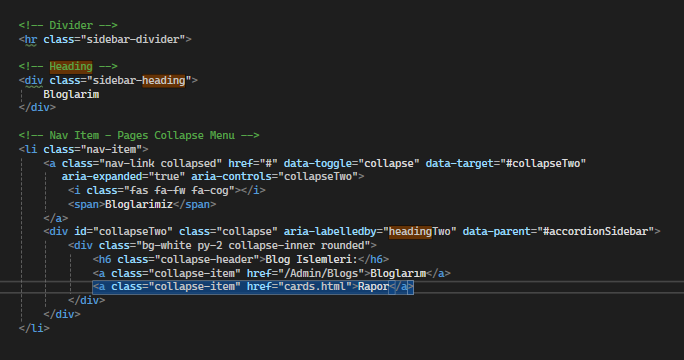 <!-- Divider -->
<hr class="sidebar-divider">
<!-- Heading -->
<div class="sidebar-heading">
Bloglarim
</div>
<!-- Nav Item - Pages Collapse Menu -->
<li class="nav-item">
<a class="nav-link collapsed" href="#" data-toggle="collapse" data-target="#collapseTwo"
aria-expanded="true" aria-controls="collapseTwo">
<i class="fas fa-fw fa-cog"></i>
<span>Bloglarimiz</span>
</a>
<div id="collapseTwo" class="collapse" aria-labelledby="headingTwo" data-parent="#accordionSidebar">
<div class="bg-white py-2 collapse-inner rounded">
<h6 class="collapse-header">Blog Islemleri:</h6>
<a class="collapse-item" href="/Admin/Blogs">Bloglarım</a>
<a class="collapse-item" href="cards.html">Rapor</a>
</div>
</div>
</li>